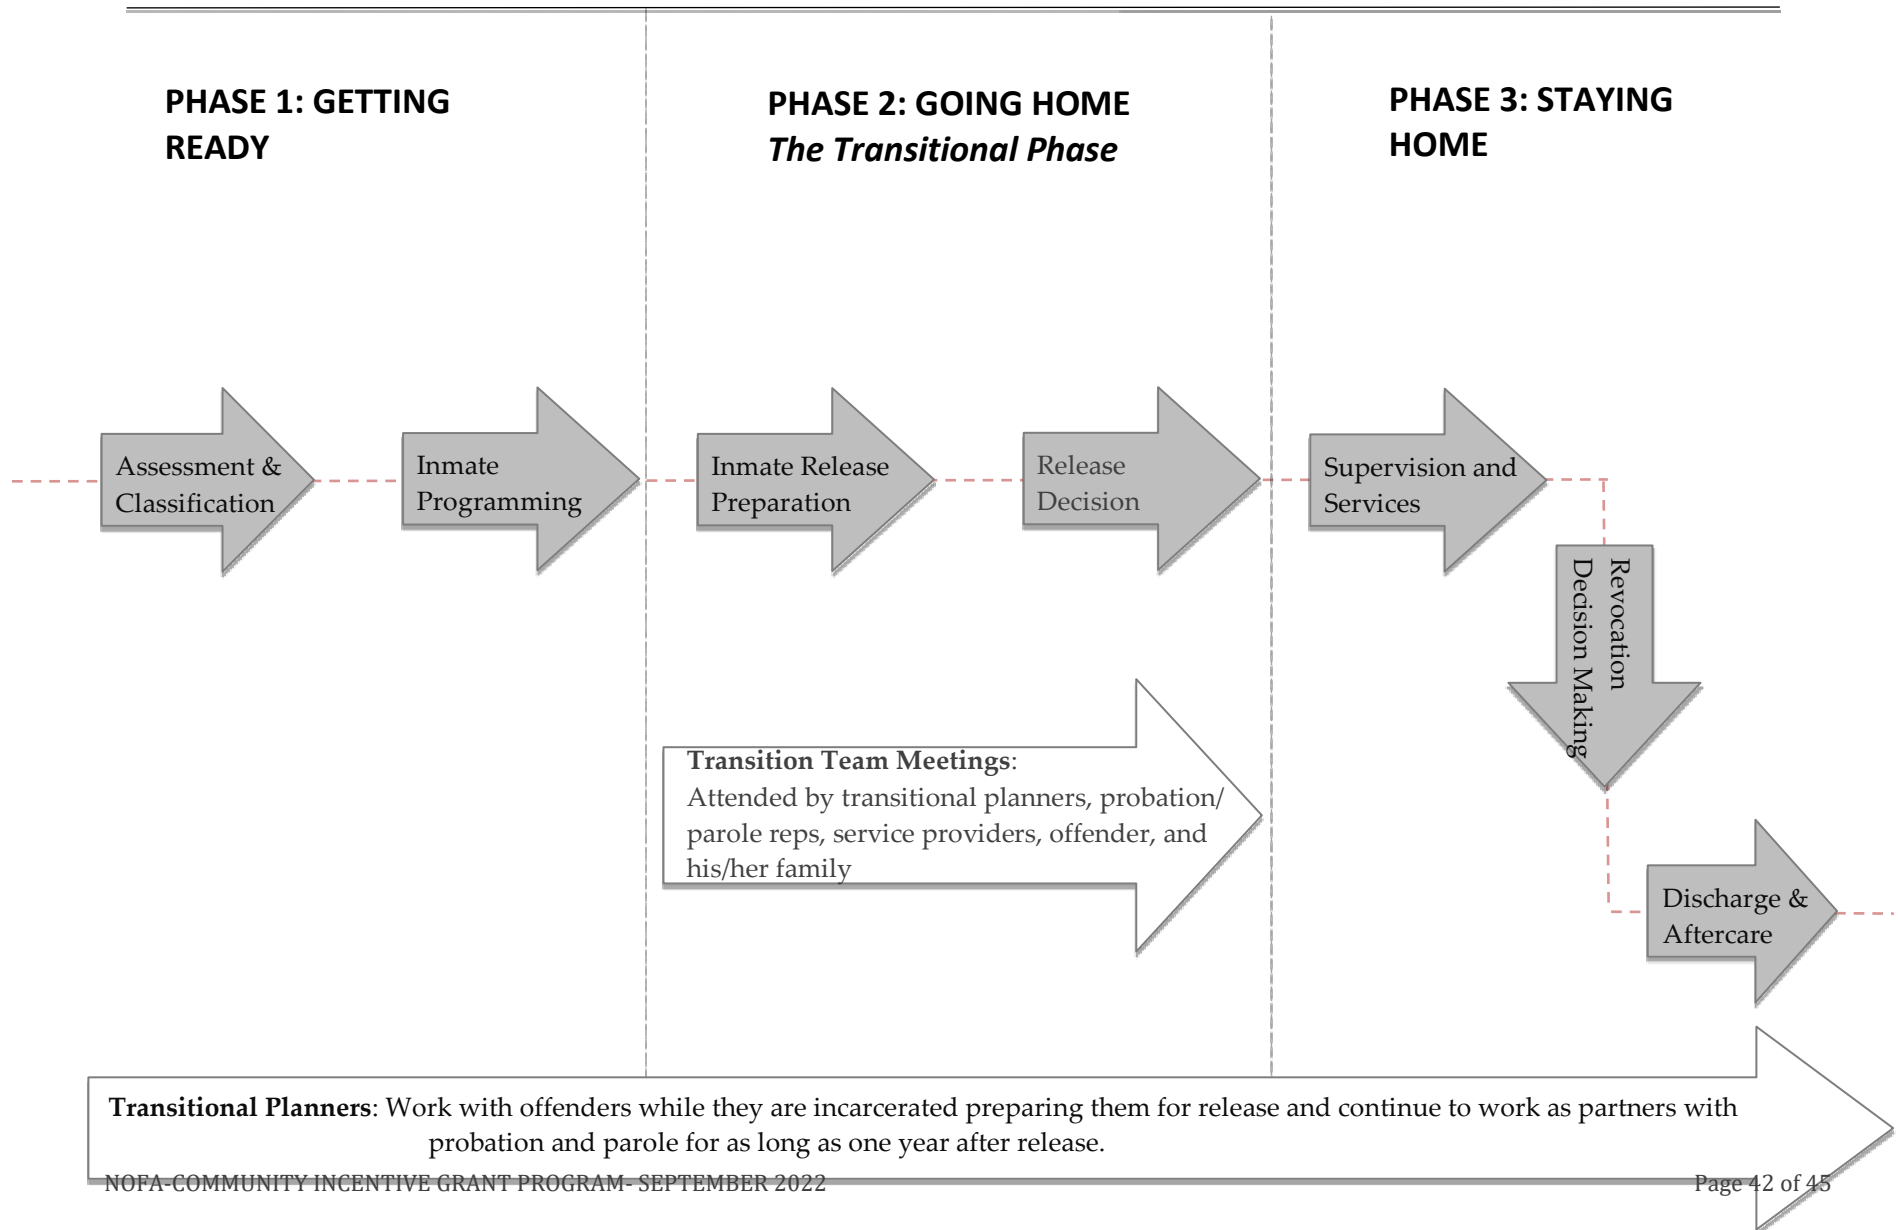 PHASE 1: GETTING
READY
PHASE 2: GOING HOME
The Transitional Phase
PHASE 3: STAYING
HOME
Assessment &
Classification
Inmate
Programming
Inmate Release
Preparation
Release
Decision
Supervision and
Services
Revocation
Decision Making
Transition Team Meetings:
Attended by transitional planners, probation/
parole reps, service providers, offender, and
his/her family
Discharge &
Aftercare
Transitional Planners: Work with offenders while they are incarcerated preparing them for release and continue to work as partners with
probation and parole for as long as one year after release.
NOFA-COMMUNITY INCENTIVE GRANT PROGRAM- SEPTEMBER 2022
Page 42 of 45